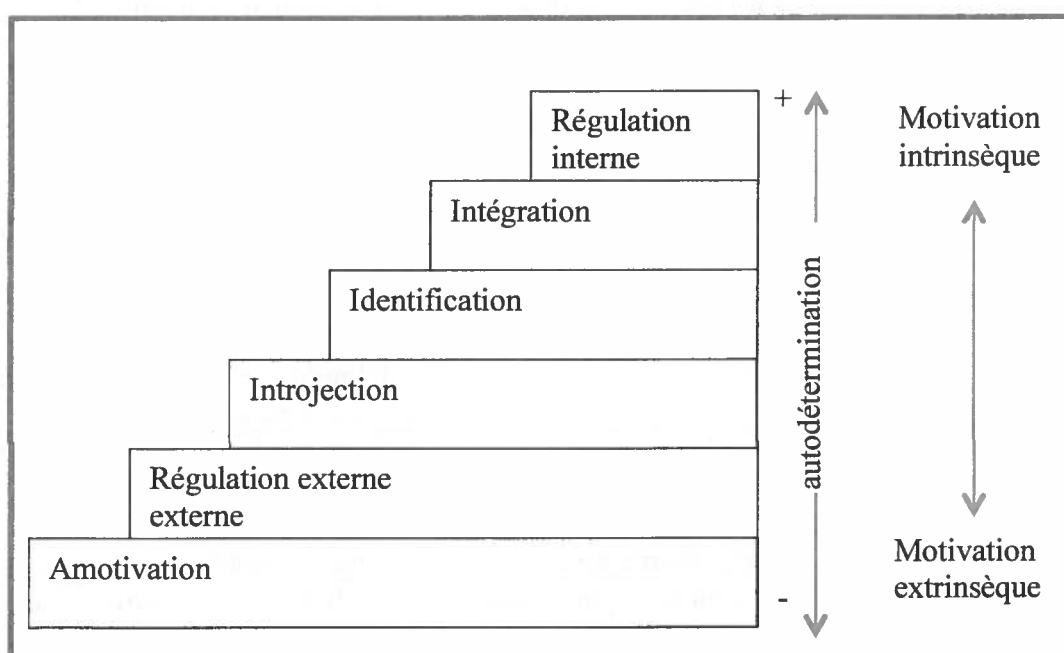 Régulation
interne
Intégration
Identification
Introjection
Régulation externe
externe
Amotivation
+
autodétermination
-
Motivation
intrinsèque
Motivation
extrinsèque